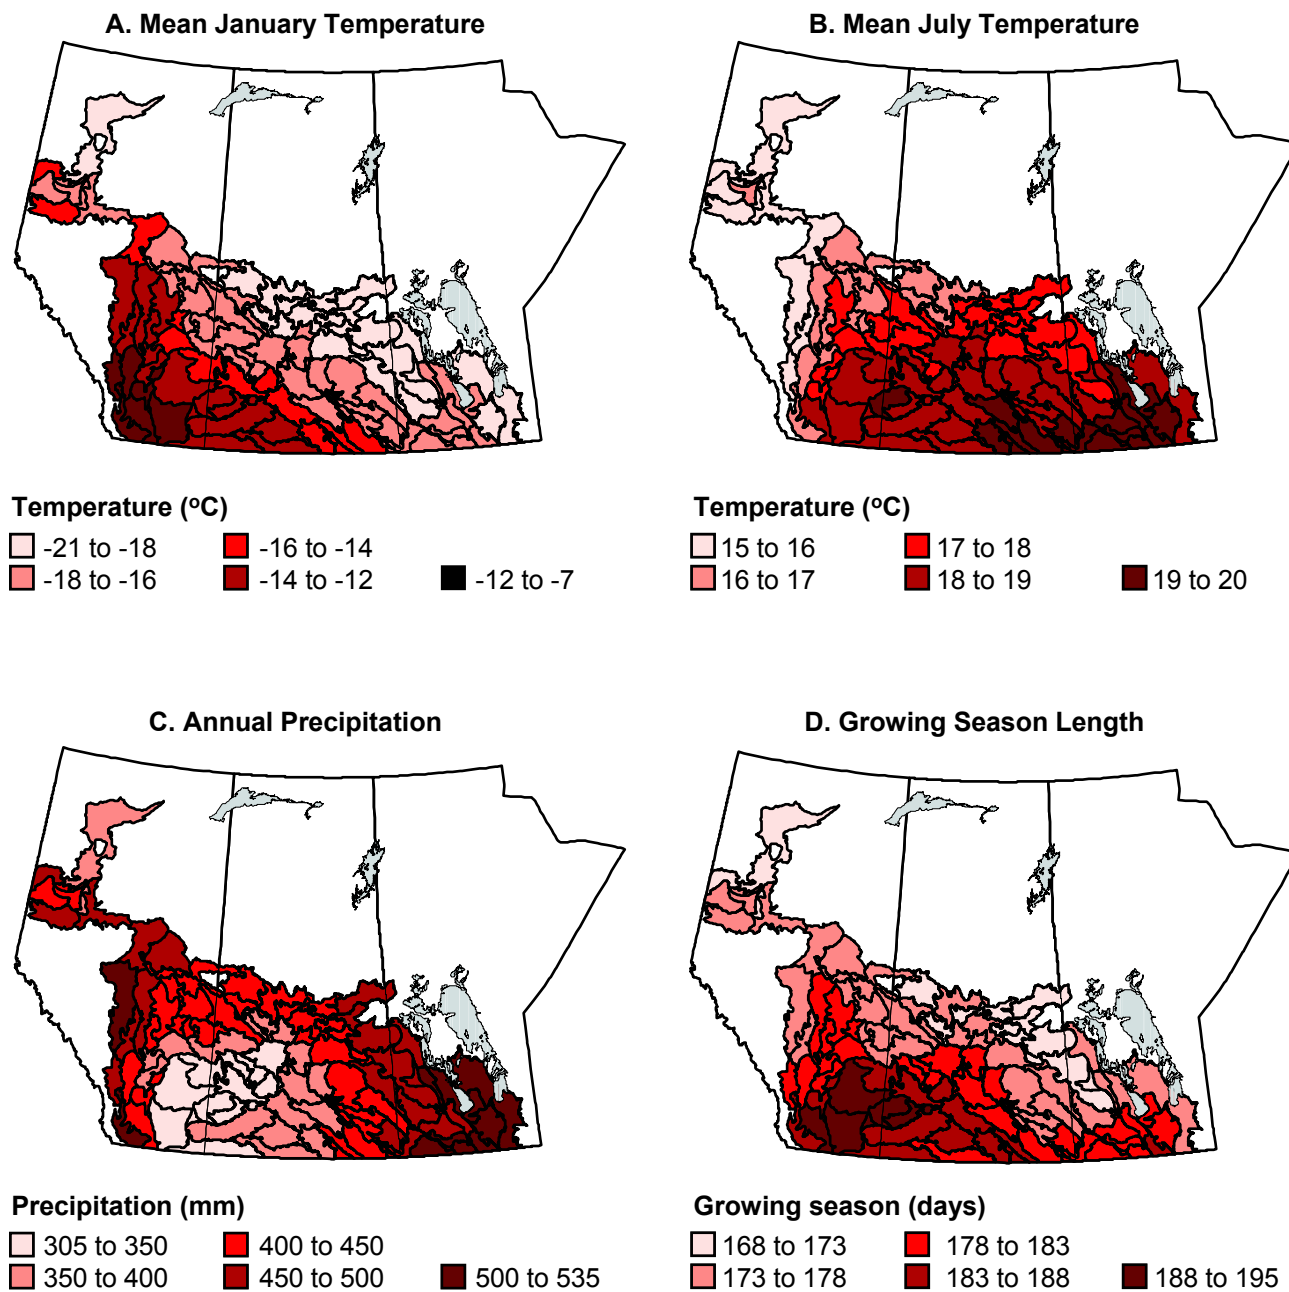 A. Mean January Temperature
B. Mean July Temperature
Temperature (ºC)
-21 to -18
-16 to -14
-18 to -16
-14 to -12
-12 to -7
Temperature (ºC)
15 to 16
17 to 18
16 to 17
18 to 19
19 to 20
C. Annual Precipitation
D. Growing Season Length
Precipitation (mm)
305 to 350
400 to 450
350 to 400
450 to 500
500 to 535
Growing season (days)
168 to 173
178 to 183
173 to 178
183 to 188
188 to 195